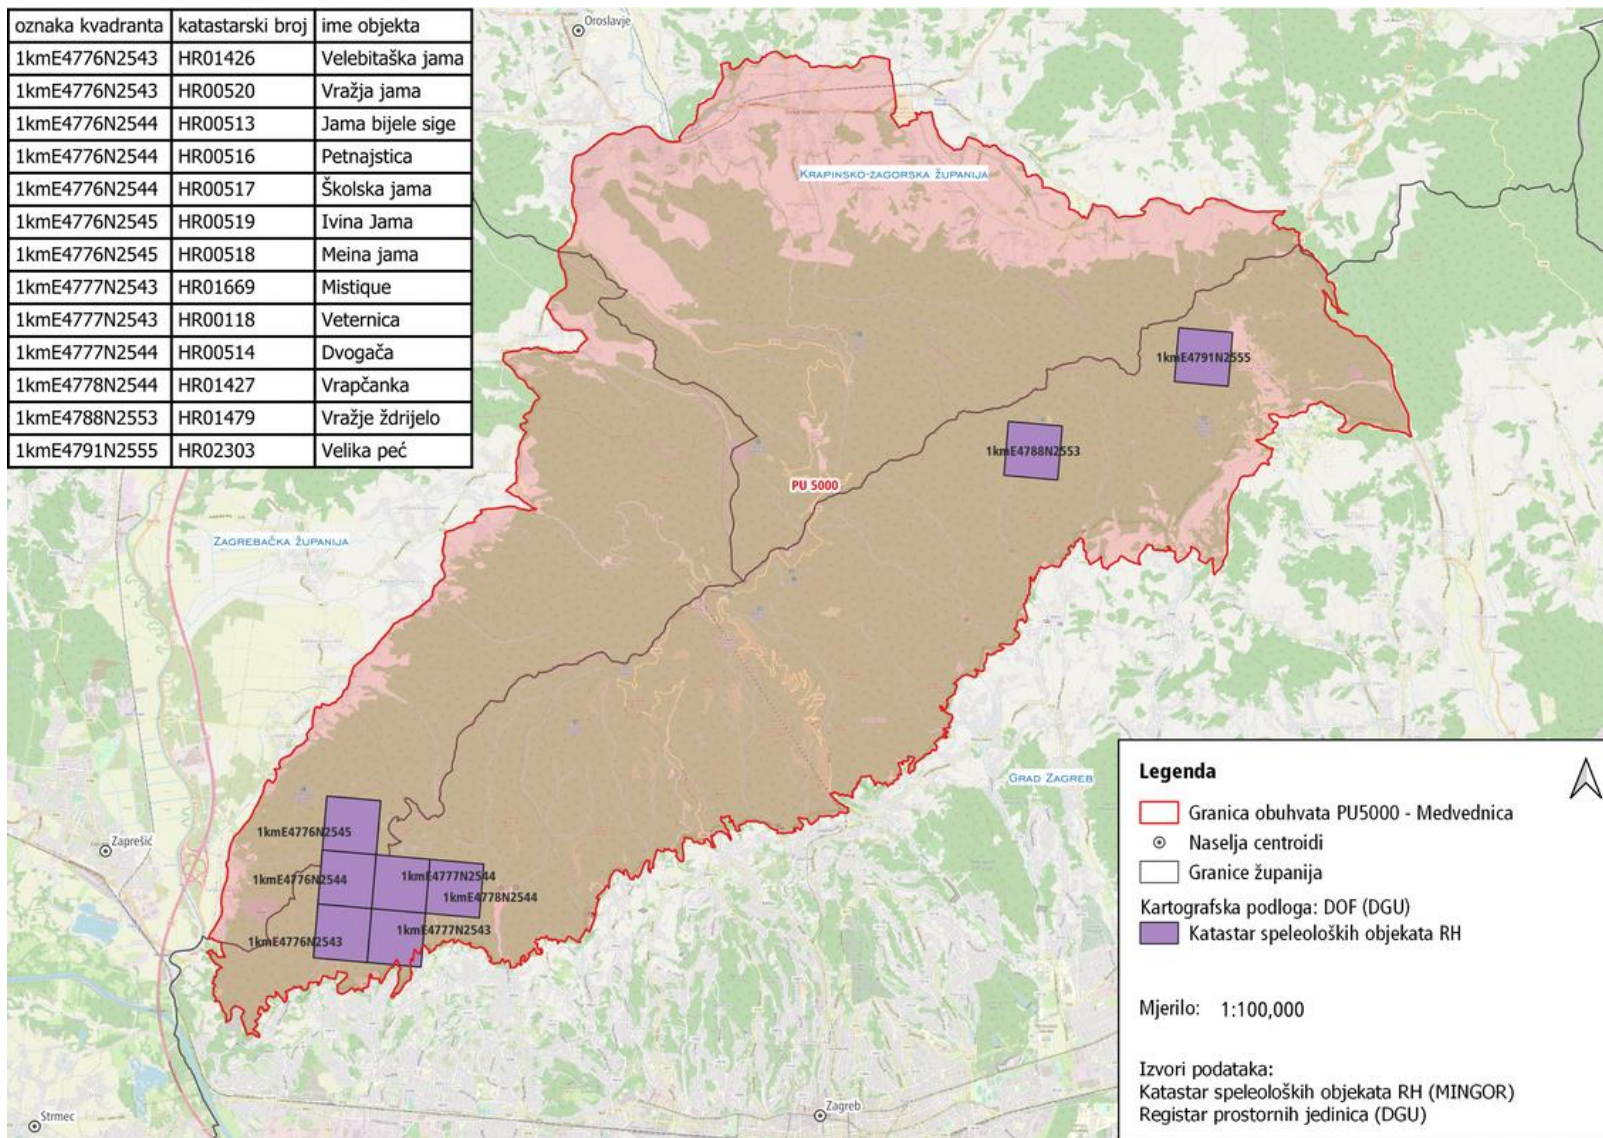 oznaka kvadranta katastarski broj ime objekta
1kmE4776N2543 HR01426 Velebitaška jama
1kmE4776N2543 HR00520 Vražja jama
1kmE4776N2544 HR00513 Jama bijele sige
1kmE4776N2544 HR00516 Petnajstica
1kmE4776N2544 HR00517 Školska jama
1kmE4776N2545 HR00519 Ivina Jama
1kmE4776N2545 HR00518 Meina jama
1kmE4777N2543 HR01669 Mistique
1kmE4777N2543 HR00118 Veternica
1kmE4777N2544 HR00514 Dvogača
1kmE4778N2544 HR01427 Vrapčanka
1kmE4788N2553 HR01479 Vražje ždrijelo
1kmE4791N2555 HR02303 Velika peć
Oroslavje
KRAPINSKO-ZAGORSKA ŽUPANIJA
1kmE4791N2555
1kmE4788N2553
PU 5000
ZAGREBAČKA ŽUPANIJA
GRAD ZAGREB
Zaprešić
1kmE4776N2545
1kmE4776N2544
1kmE4777N2544
1kmE4778N2544
1kmE4776N2543
1kmE4777N2543
Strmec
Zagreb
Legenda
Granica obuhvata PU5000 - Medvednica
Naselja centroidi
Granice županija
Kartografska podloga: DOF (DGU)
Katastar speleoloških objekata RH
Mjerilo: 1:100,000
Izvori podataka:
Katastar speleoloških objekata RH (MINGOR)
Registar prostornih jedinica (DGU)